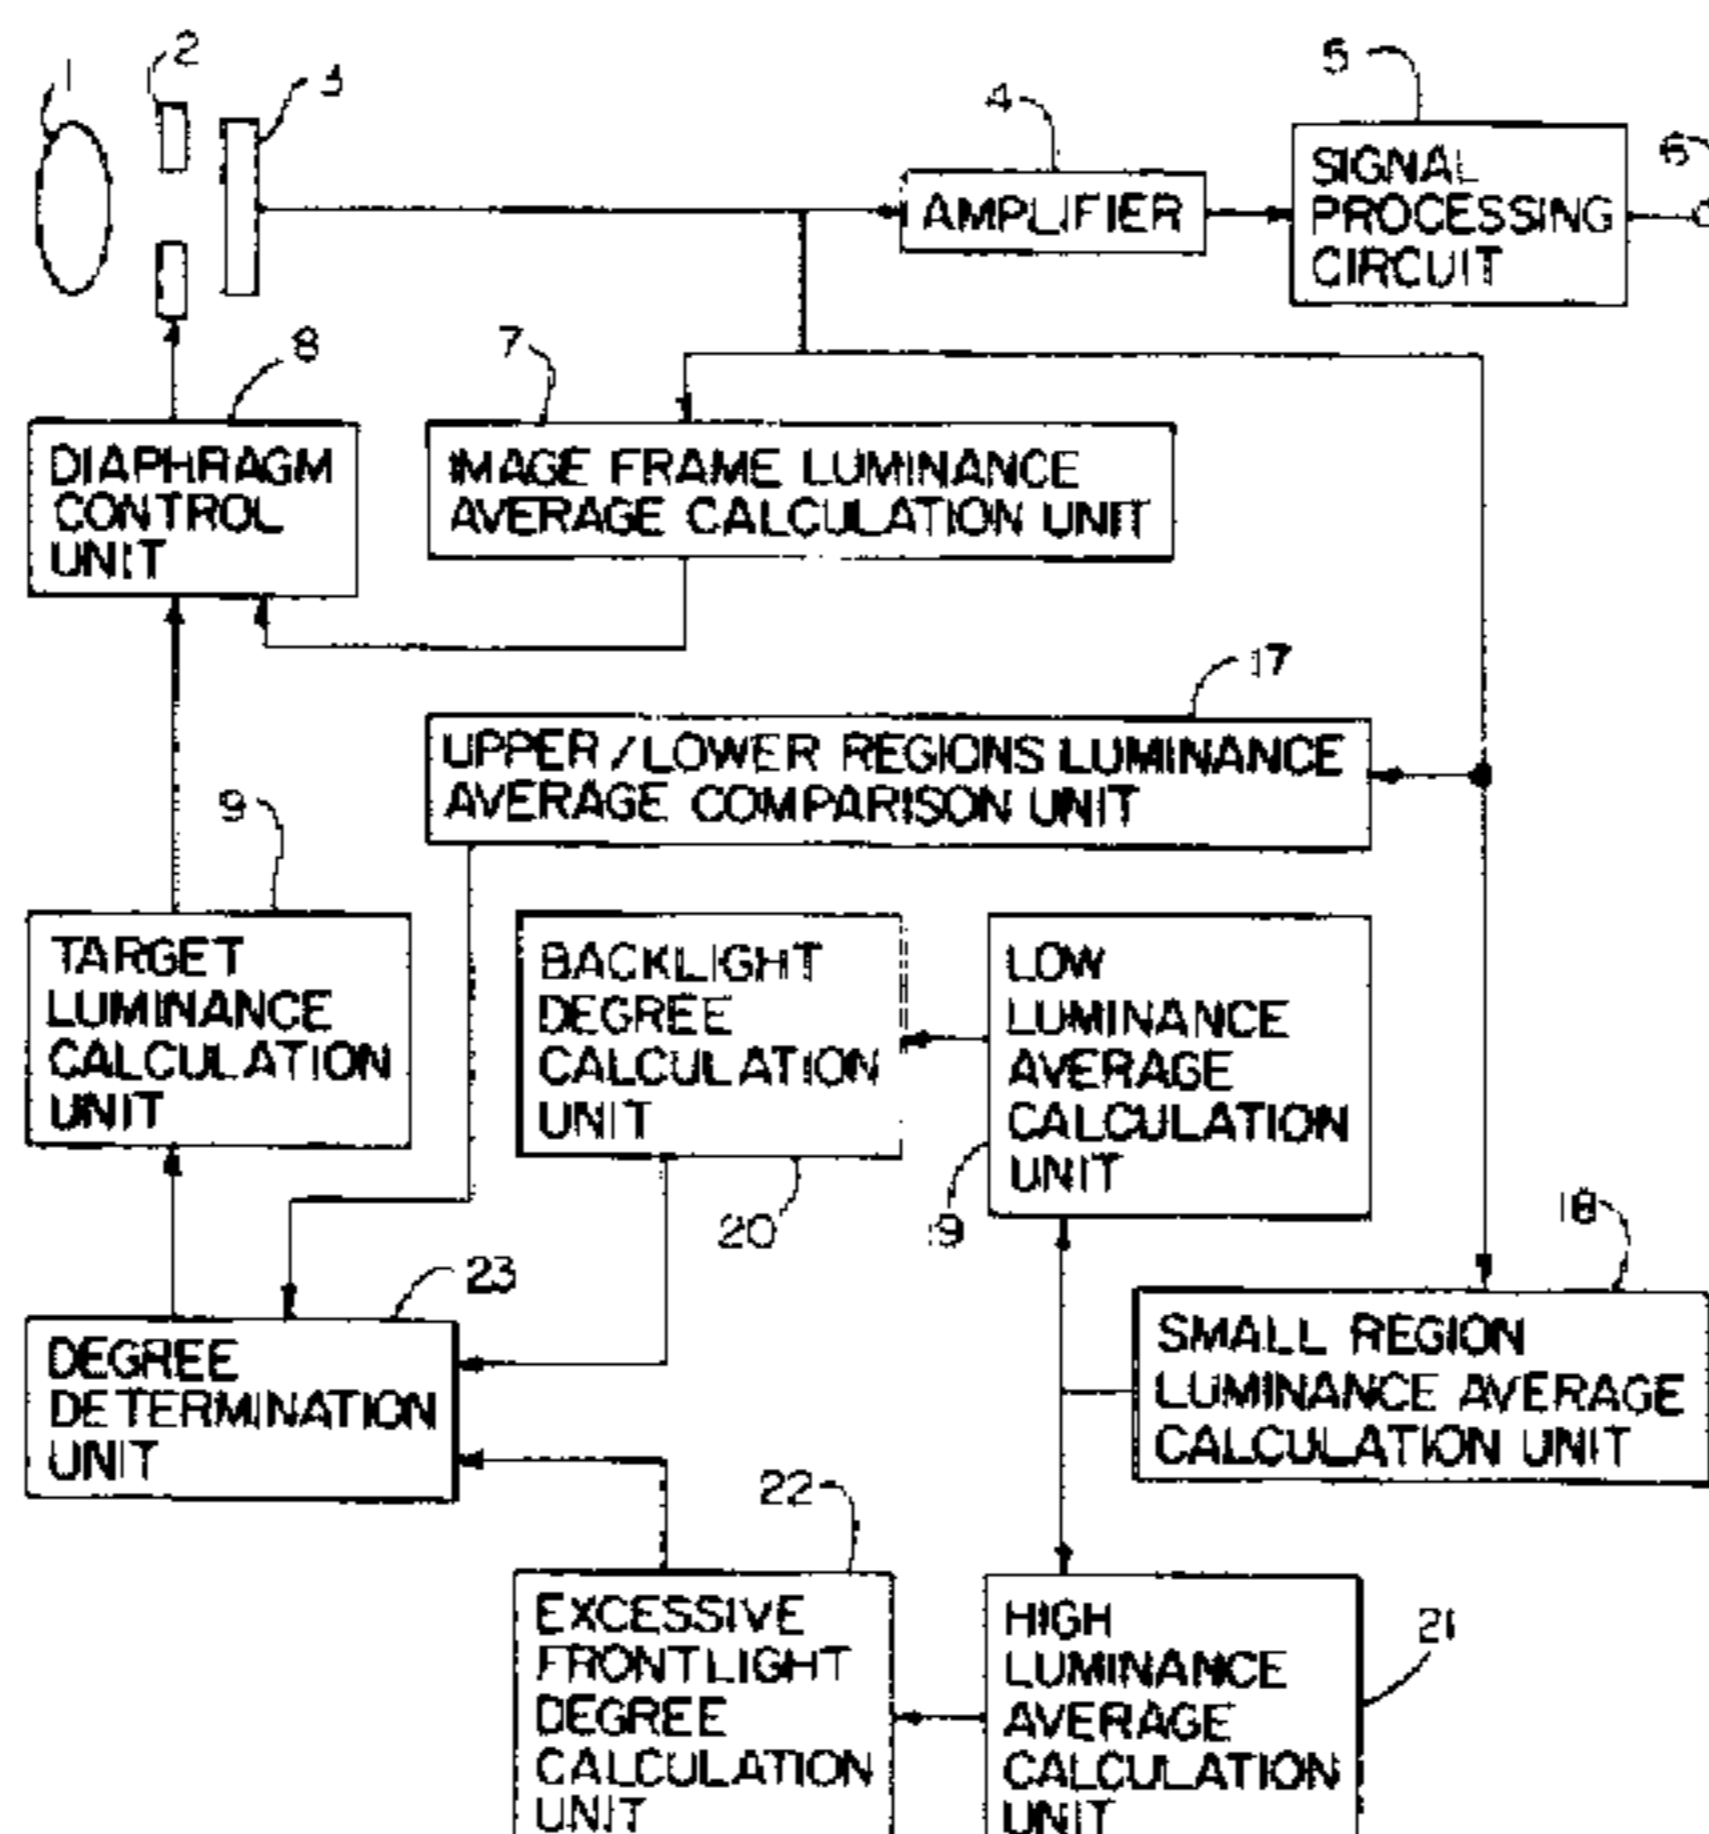 1
2
3
4
5
6
SIGNAL
PROCESSING
CIRCUIT
AMPLIFIER
8
7
DIAPHRAGM
CONTROL
UNIT
IMAGE FRAME LUMINANCE
AVERAGE CALCULATION UNIT
17
UPPER/LOWER REGIONS LUMINANCE
AVERAGE COMPARISON UNIT
9
TARGET
LUMINANCE
CALCULATION
UNIT
BACKLIGHT
DEGREE
CALCULATION
UNIT
20
LOW
LUMINANCE
AVERAGE
CALCULATION
UNIT
19
18
23
DEGREE
DETERMINATION
UNIT
SMALL REGION
LUMINANCE AVERAGE
CALCULATION UNIT
22
EXCESSIVE
FRONTLIGHT
DEGREE
CALCULATION
UNIT
HIGH
LUMINANCE
AVERAGE
CALCULATION
UNIT
21